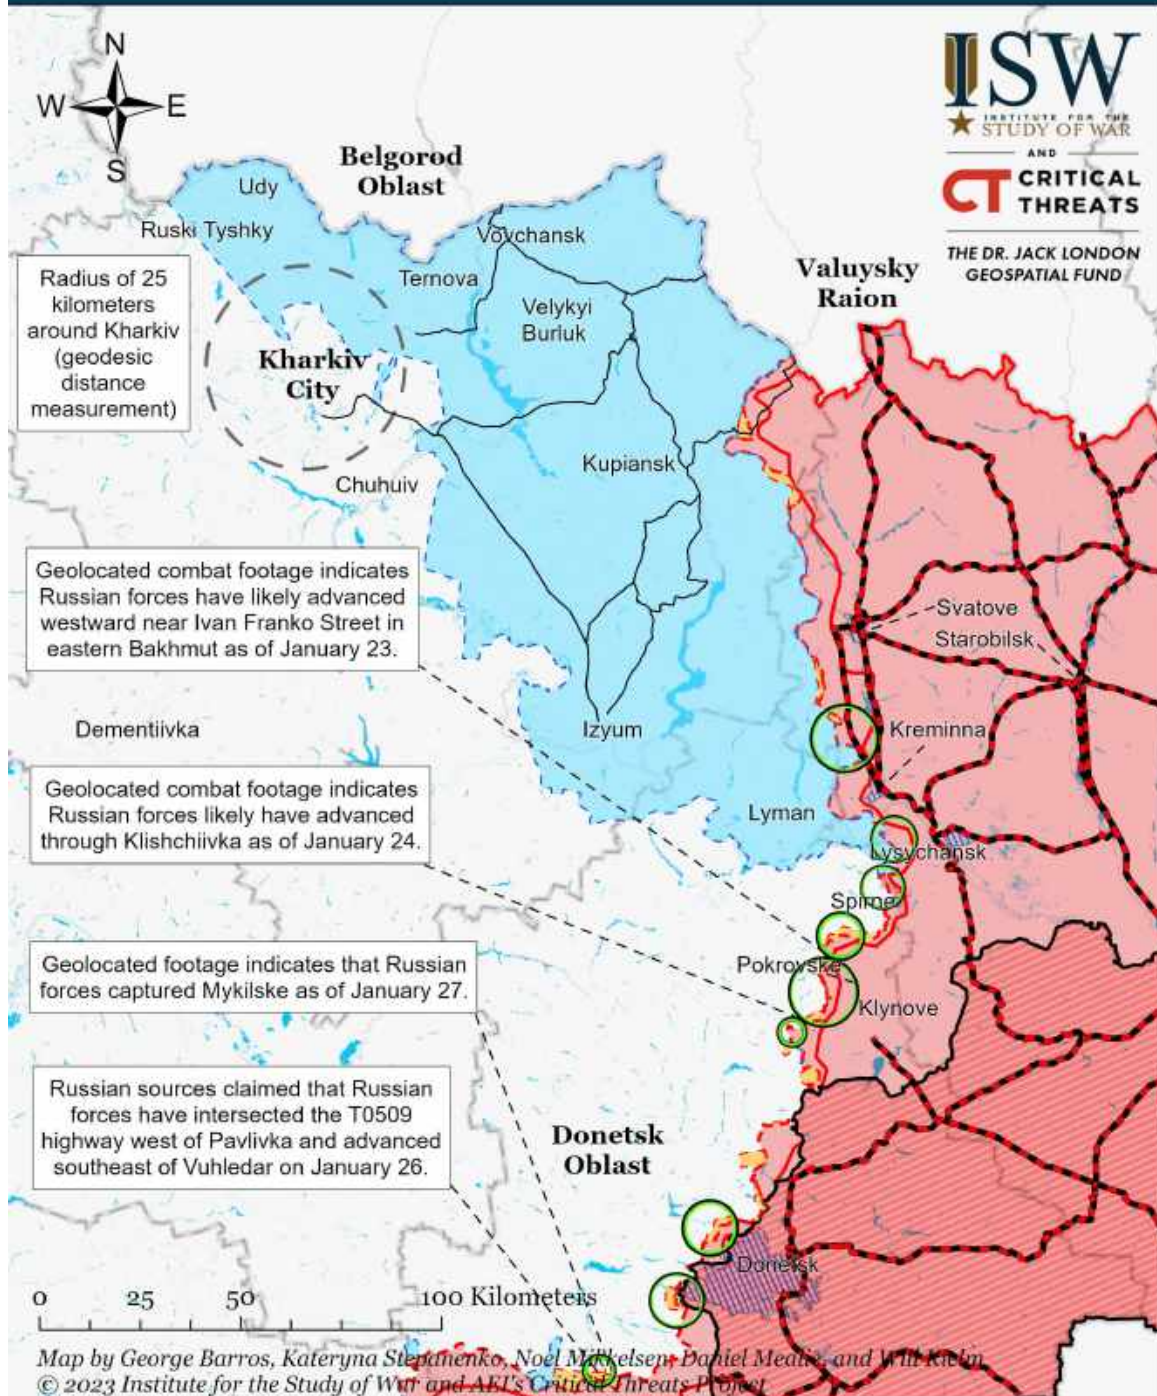 N
W E
S
ISW
INSTITUTE FOR THE
STUDY OF WAR
AND
CT CRITICAL
THREATS
THE DR. JACK LONDON
GEOSPATIAL FUND
Belgorod
Oblast
Udy
Ruski Tyshky
Vovchansk
Ternova
Valuysky
Raion
Radius of 25
kilometers
around Kharkiv
(geodesic
distance
measurement)
Velykyi
Burluk
Kharkiv
City
Kupiansk
Chuhuiv
Geolocated combat footage indicates
Russian forces have likely advanced
westward near Ivan Franko Street in
eastern Bakhmut as of January 23.
Svatove
Starobilsk
Dementiivka
Izyum
Kreminna
Geolocated combat footage indicates
Russian forces likely have advanced
through Klishchiivka as of January 24.
Lyman
Lysychansk
Spirne
Pokrovske
Geolocated footage indicates that Russian
forces captured Mykilske as of January 27.
Klynove
Russian sources claimed that Russian
forces have intersected the T0509
highway west of Pavlivka and advanced
southeast of Vuhledar on January 26.
Donetsk
Oblast
Donetsk
0 25 50 100 Kilometers
Map by George Barros, Kateryna Stepanenko, Noel Mikkelsen, Daniel Mealie, and Will Kielm
© 2023 Institute for the Study of War and AEI's Critical Threats Project